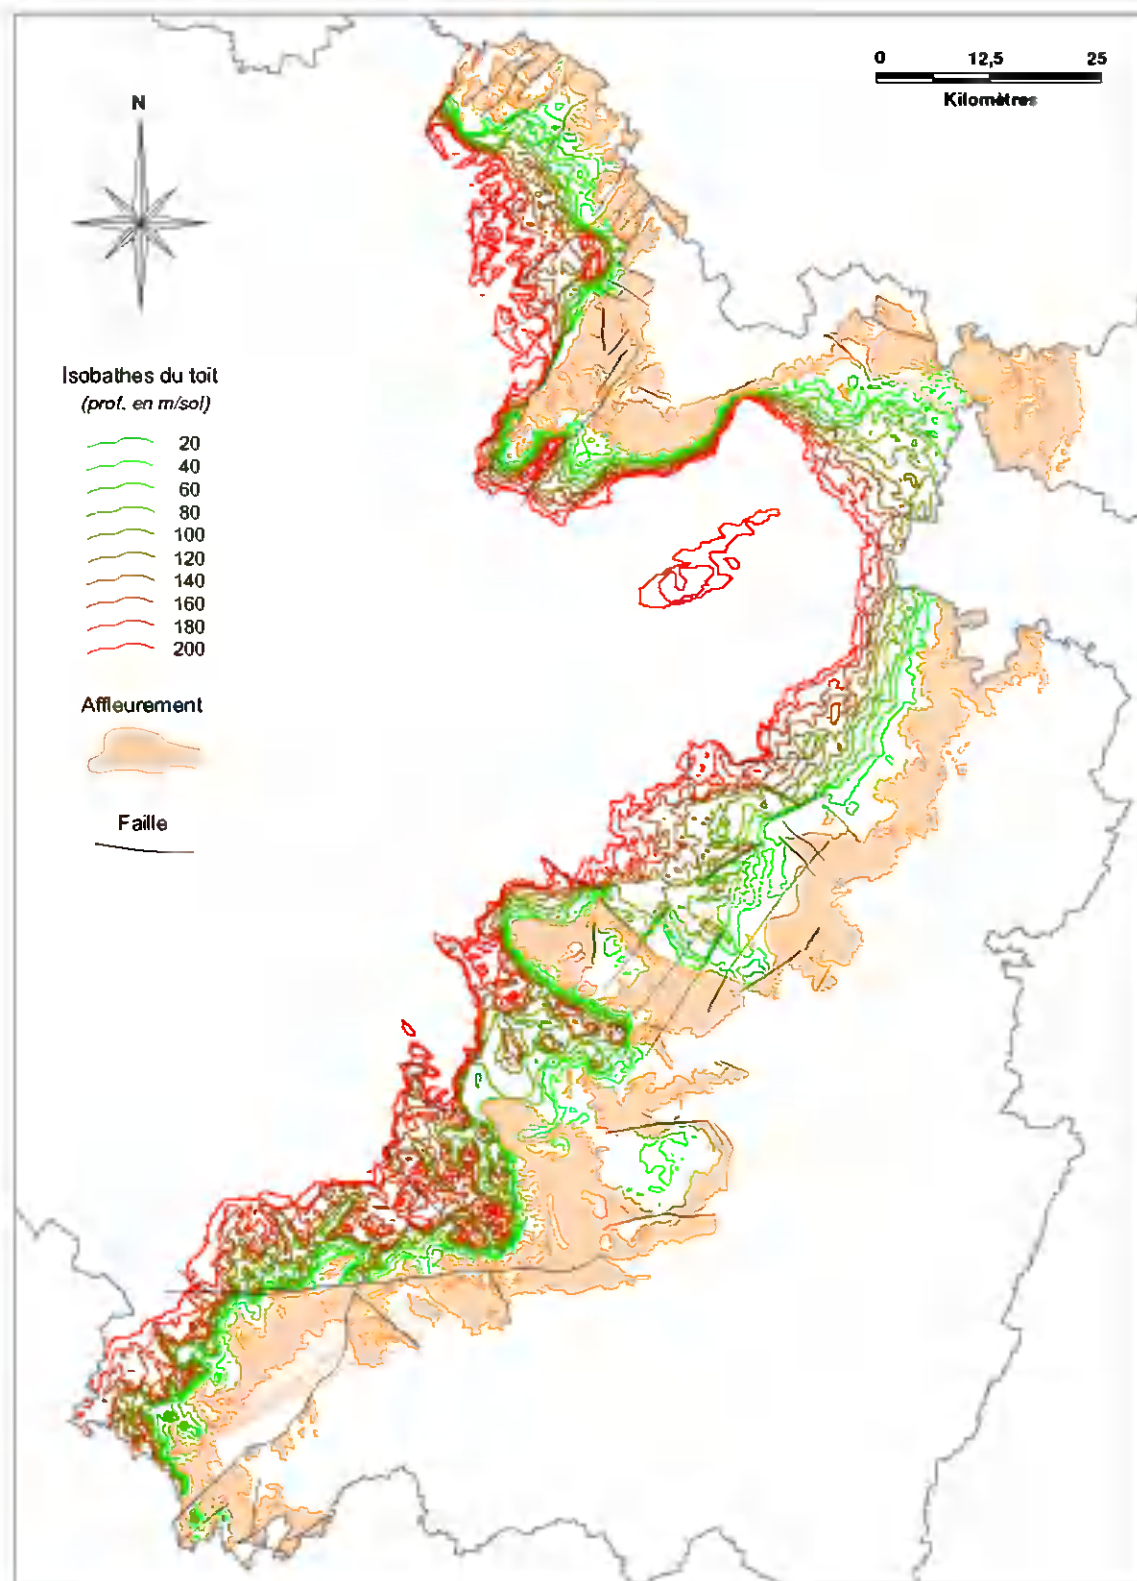 0 12,5 25
Kilomètres
N
Isobathes du toit
(prof. en m/sol)
20
40
60
80
100
120
140
160
180
200
Affleurement
Faille